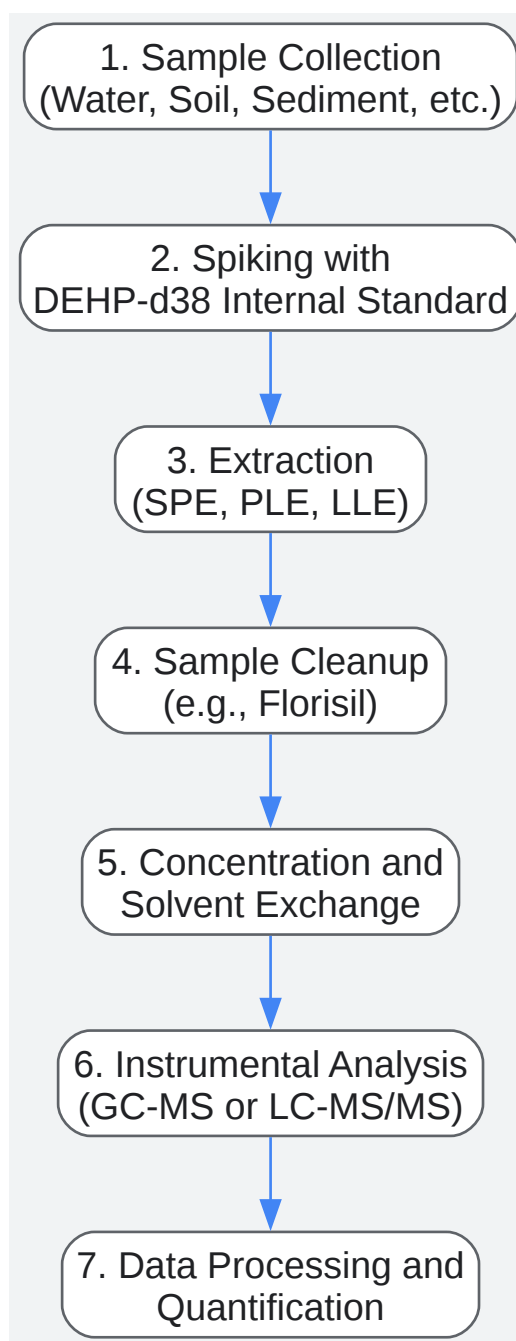 1. Sample Collection
(Water, Soil, Sediment, etc.)
2. Spiking with
DEHP-d38 Internal Standard
3. Extraction
(SPE, PLE, LLE)
4. Sample Cleanup
(e.g., Florisil)
5. Concentration and
Solvent Exchange
6. Instrumental Analysis
(GC-MS or LC-MS/MS)
7. Data Processing and
Quantification